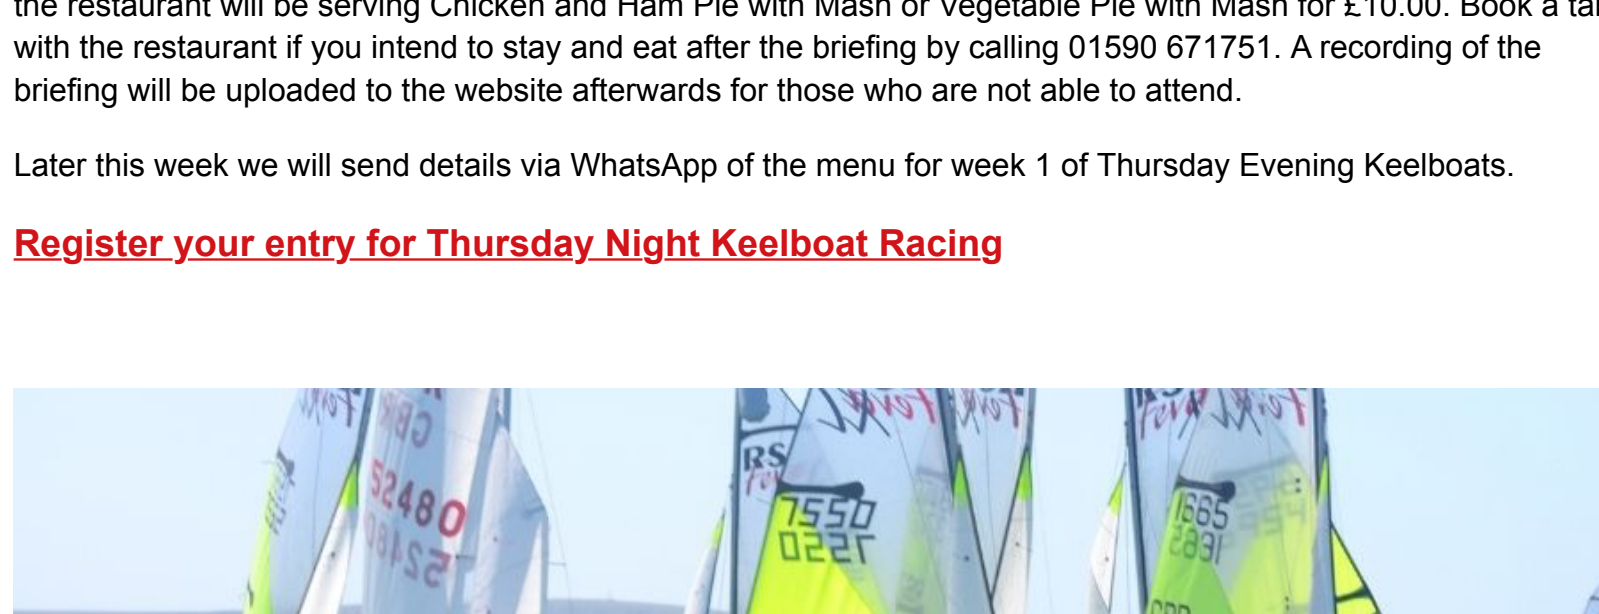 the restaurant will be serving Chicken and Ham Pie with Mash or Vegetable Pie with Mash for £10.00. Book a
with the restaurant if you intend to stay and eat after the briefing by calling 01590 671751. A recording of the
briefing will be uploaded to the website afterwards for those who are not able to attend.
Later this week we will send details via WhatsApp of the menu for week 1 of Thursday Evening Keelboats.
Register your entry for Thursday Night Keelboat Racing
GBR
52480
RS
7550
1665
GBR